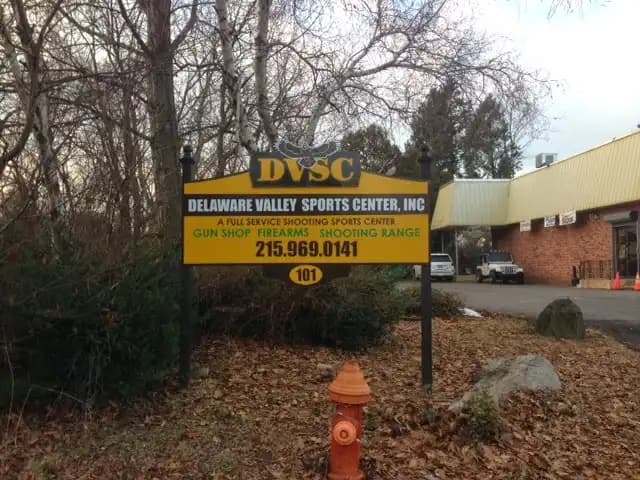 DVSC
DELAWARE VALLEY SPORTS CENTER, INC
A FULL SERVICE SHOOTING SPORTS CENTER
GUN SHOP FIREARMS SHOOTING RANGE
215.969.0141
101